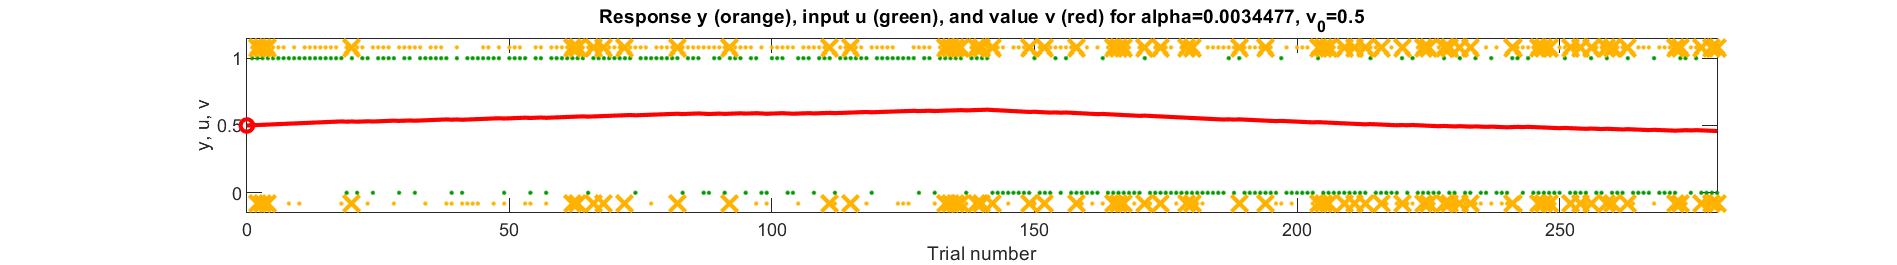 Response y (orange), input u (green), and value v (red) for alpha=0.0034477, v_0=0.5
y, u, v
1
0.5
0
0 50 100 150 200 250
Trial number